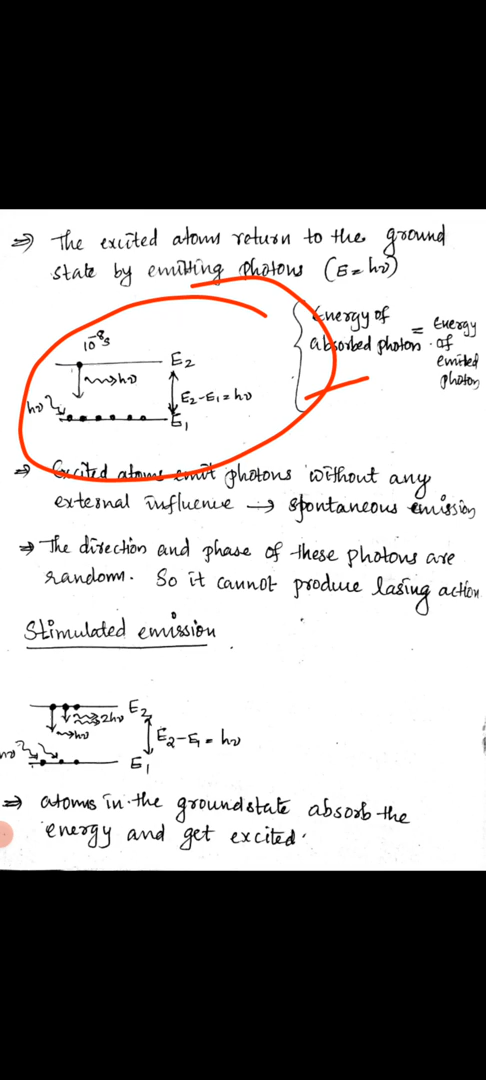 ⇒ The excited atoms return to the ground
state by emitting photons (E = hν)
10⁻⁸s
E₂
hν
hν
E₂-E₁ = hν
E₁
Energy of
absorbed photon = Energy
of
emitted
photon
⇒ Excited atoms emit photons without any
external influence → spontaneous emission
⇒ The direction and phase of these photons are
random. So it cannot produce lasing action
Stimulated emission
E₂
2hν
hν
E₂-E₁ = hν
hν
E₁
⇒ atoms in the groundstate absorb the
energy and get excited.